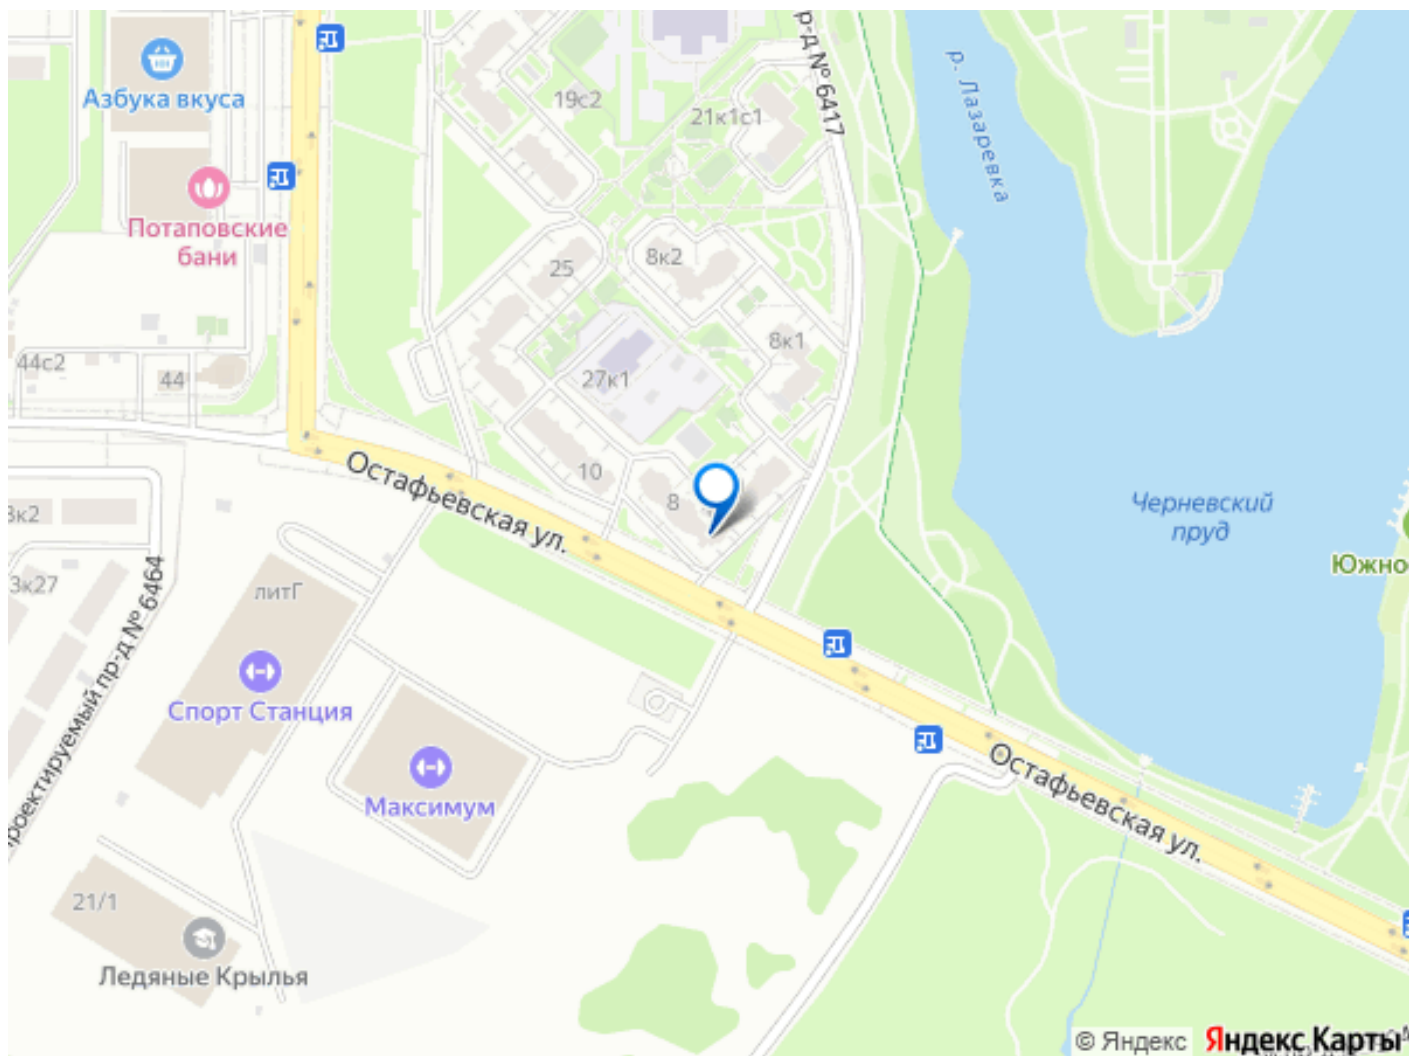 Азбука вкуса
Потаповские
бани
19с2
21к1с1
р-д № 6417
р. Лазаревка
25
8к2
8к1
27к1
44с2
44
10
8
Остафьевская ул.
Черневский
пруд
Южно
3к2
3к27
литГ
роектируемый пр-д № 6464
Спорт Станция
Максимум
Остафьевская ул.
21/1
Ледяные Крылья
© Яндекс
Яндекс Карты